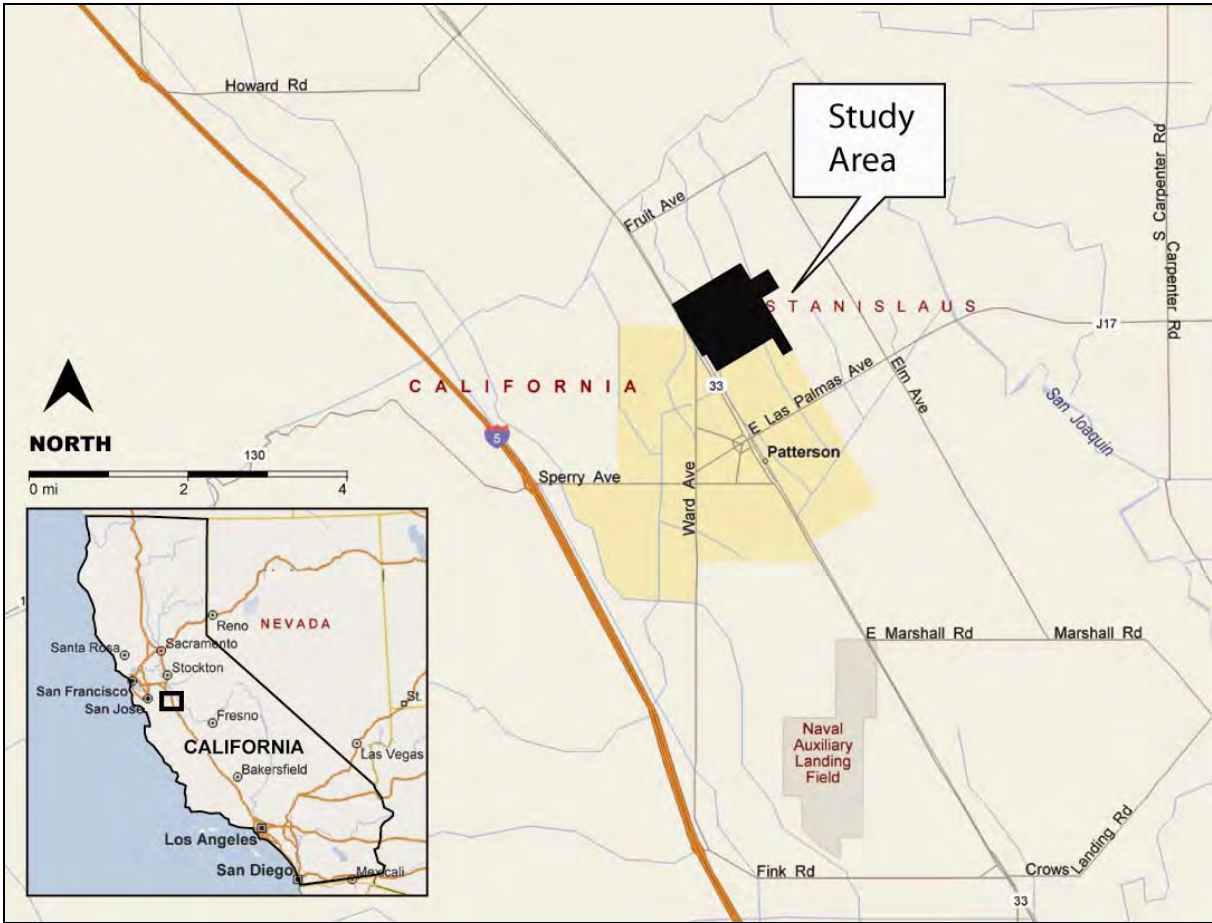 Howard Rd
Study
Area
Fruit Ave
S Carpenter Rd
Carpenter Rd
STANISLAUS
J17
CALIFORNIA
33
E Las Palmas Ave
Elm Ave
San Joaquin
NORTH
130
0 mi 2 4
5
Patterson
Sperry Ave
Ward Ave
E Marshall Rd
Marshall Rd
Naval
Auxiliary
Landing
Field
Fink Rd
Crows Landing Rd
33
Reno
NEVADA
Santa Rosa
Sacramento
Stockton
San Francisco
San Jose
St.
Fresno
CALIFORNIA
Las Vegas
Bakersfield
Los Angeles
San Diego
Mexicali